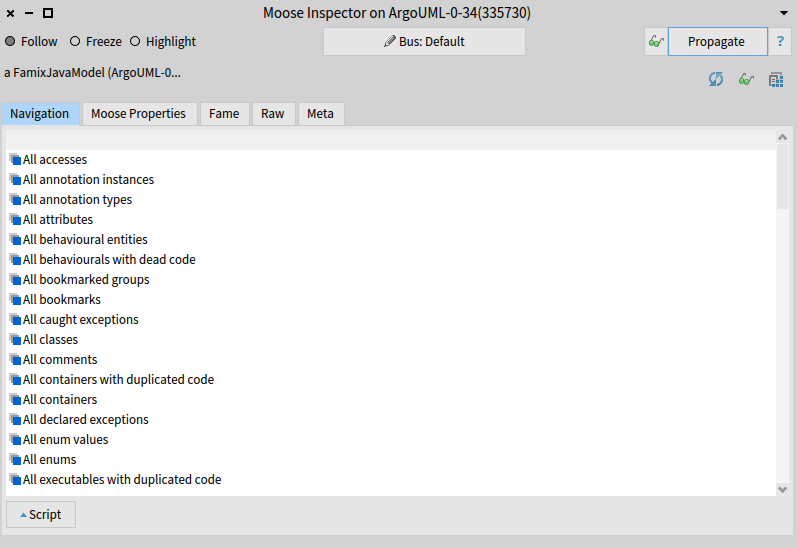 Moose Inspector on ArgoUML-0-34(335730)
Follow Freeze Highlight Bus: Default Propagate ?
a FamixJavaModel (ArgoUML-0...
Navigation Moose Properties Fame Raw Meta
All accesses
All annotation instances
All annotation types
All attributes
All behavioural entities
All behaviourals with dead code
All bookmarked groups
All bookmarks
All caught exceptions
All classes
All comments
All containers with duplicated code
All containers
All declared exceptions
All enum values
All enums
All executables with duplicated code
Script